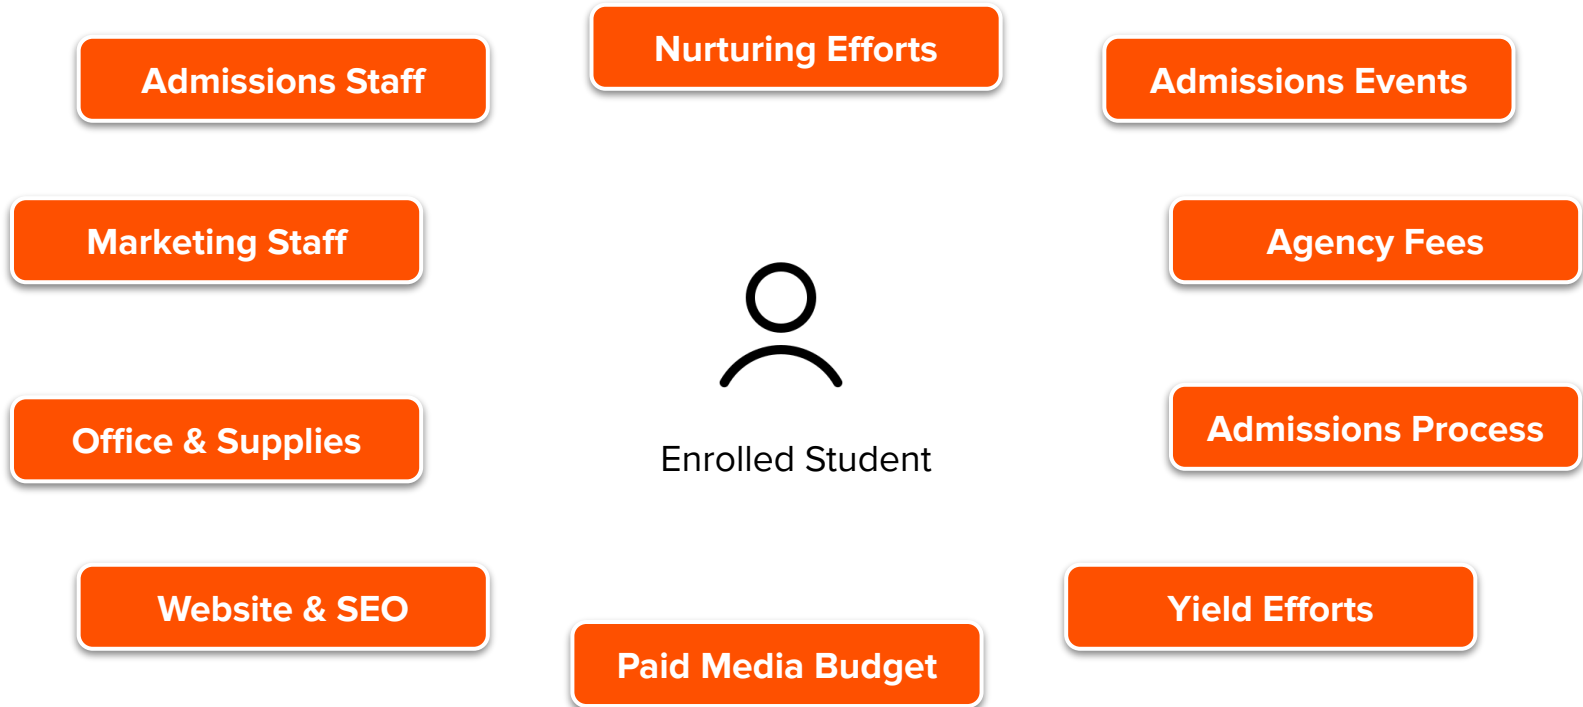 Nurturing Efforts
Admissions Staff
Admissions Events
Marketing Staff
Agency Fees
Office & Supplies
Admissions Process
Enrolled Student
Website & SEO
Yield Efforts
Paid Media Budget